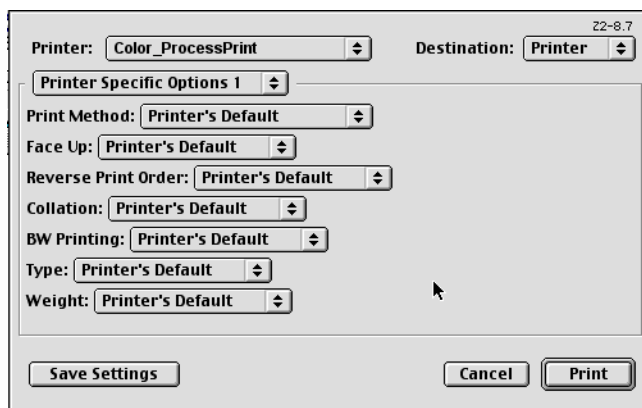 Z2-8.7
Printer: Color_ProcessPrint Destination: Printer
Printer Specific Options 1
Print Method: Printer's Default
Face Up: Printer's Default
Reverse Print Order: Printer's Default
Collation: Printer's Default
BW Printing: Printer's Default
Type: Printer's Default
Weight: Printer's Default
Save Settings Cancel Print